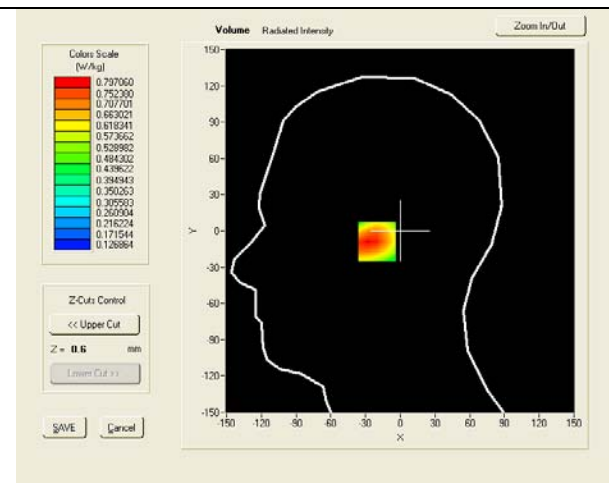 Volume Radiated Intensity
Zoom In/Out
Colors Scale
(W/kg)
0.797060
0.752380
0.707701
0.663021
0.618341
0.573662
0.528982
0.484302
0.439622
0.394943
0.350263
0.305583
0.260904
0.216224
0.171544
0.126864
Z-Cuts Control
<< Upper Cut
Z = 0.6 mm
Lower Cut >>
SAVE Cancel
150
120
90
60
30
0
-30
-60
-90
-120
-150
Y
-150 -120 -90 -60 -30 0 30 60 90 120 150
X